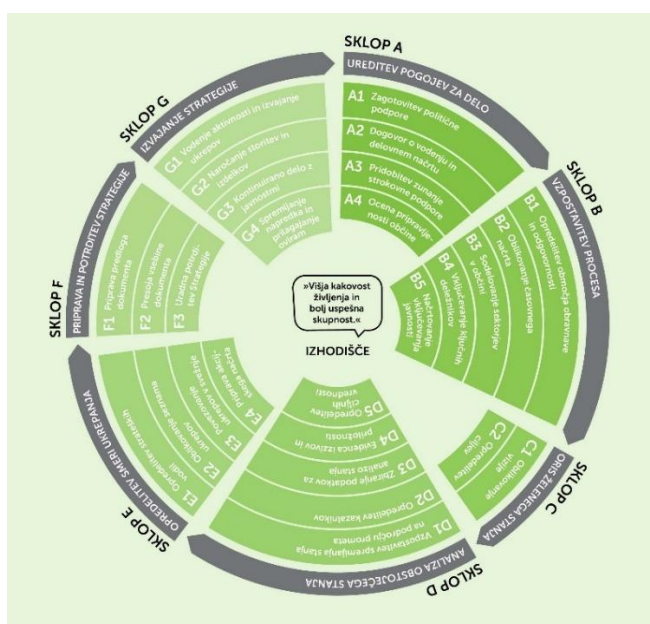 SKLOP A
UREDITEV POGOJEV ZA DELO
A1 Zagotovitev politične
podpore
A2 Dogovor o vodenju in
delovnem načrtu
A3 Pridobitev zunanje
strokovne podpore
A4 Ocena pripravlje-
nosti občine
SKLOP B
VZPOSTAVITEV PROCESA
B1 Opredelitev območja obravnave
in odgovornosti
B2 Oblikovanje časovnega
načrta
B3 Sodelovanje sektorjev
v občini
B4 Vključevanje ključnih
deležnikov
B5 Načrtovanje
vključevanja
javnosti
SKLOP C
ORIS ŽELENEGA STANJA
C1 Oblikovanje
vizije
C2 Opredelitev
ciljev
SKLOP D
ANALIZA OBSTOJEČEGA STANJA
D1 Vzpostavitev spremljanja stanja
na področju prometa
D2 Opredelitev kazalnikov
D3 Zbiranje podatkov za
analizo stanja
D4 Evidenca izzivov in
priložnosti
D5 Opredelitev
ciljnih
vrednosti
SKLOP E
OPREDELITEV SMERI UKREPANJA
E1 Opredelitev strateških
vodil
E2 Oblikovanje seznama
ukrepov
E3 Povezovanje
ukrepov v svežnje
E4 Priprava akcij-
skega načrta
SKLOP F
PRIPRAVA IN POTRDITEV STRATEGIJE
F1 Priprava predloga
dokumenta
F2 Presoja vsebine
dokumenta
F3 Uradna potrdi-
tev Strategije
SKLOP G
IZVAJANJE STRATEGIJE
G1 Vodenje aktivnosti in izvajanje
ukrepov
G2 Naročanje storitev in
izdelkov
G3 Kontinuirano delo z
javnostmi
G4 Spremljanje
napredka in
prilagajanje
oviram
»Višja kakovost
življenja in
bolj uspešna
skupnost.«
IZHODIŠČE